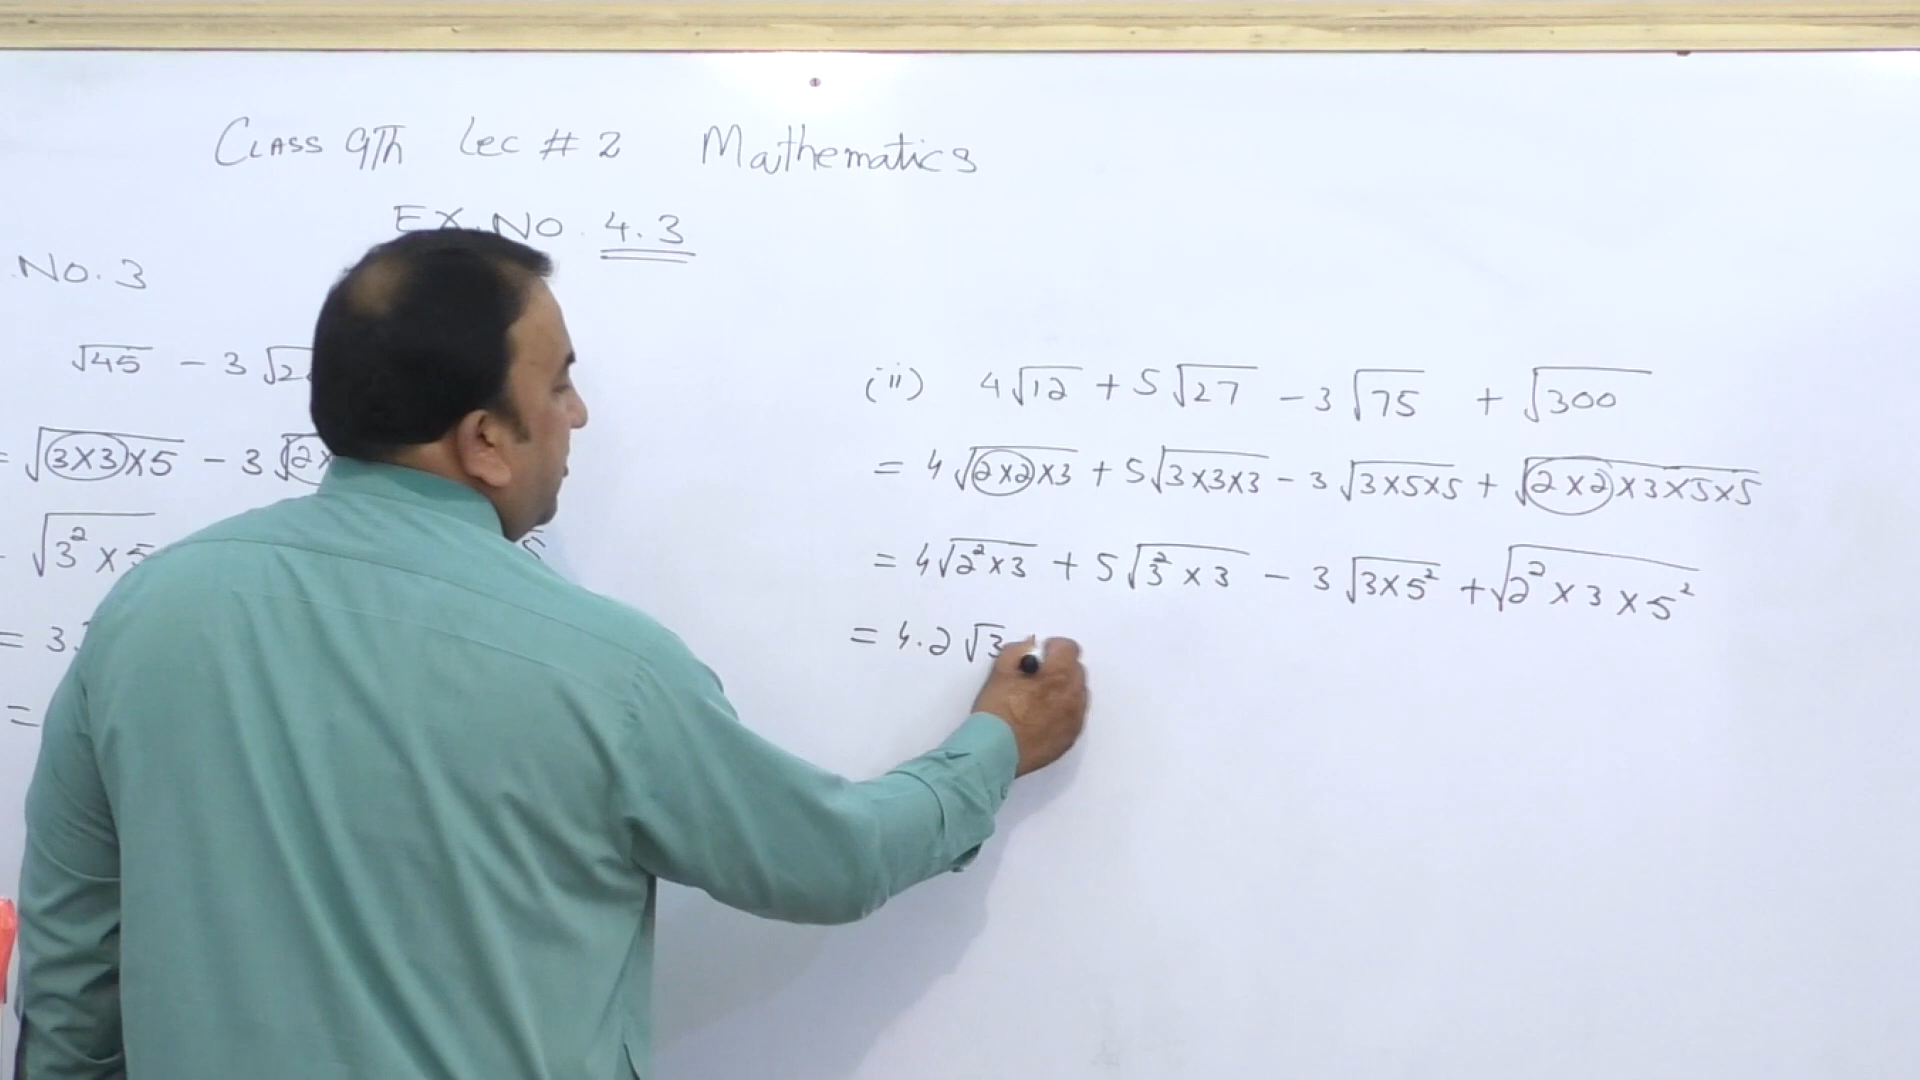 CLASS 9Th Lec # 2 Mathematics
EX. NO. 4.3
No. 3
√45 - 3√2
= √3×3×5 - 3√2×
√3²×5
= 3.
=
(ii) 4√12 + 5√27 - 3√75 + √300
= 4√2×2×3 + 5√3×3×3 - 3√3×5×5 + √2×2×3×5×5
= 4√2²×3 + 5√3²×3 - 3√3×5² + √2²×3×5²
= 4.2√3